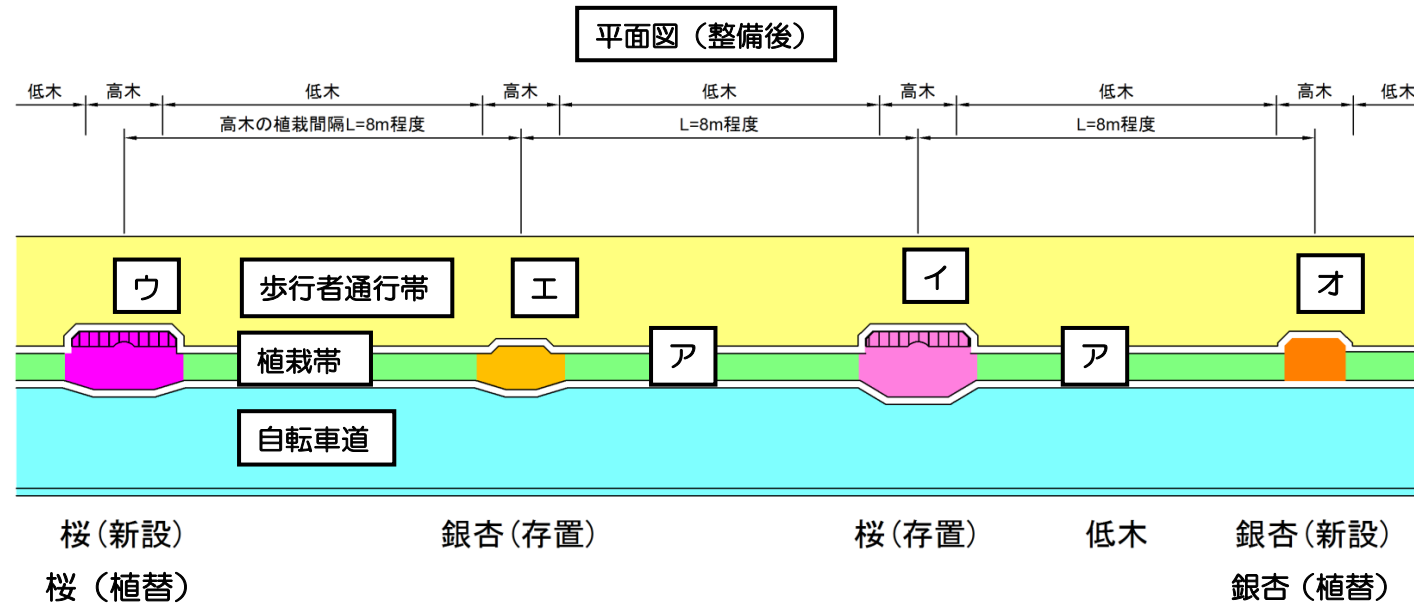 平面図（整備後）
低木 高木 低木 高木 低木 高木 低木 高木 低木
高木の植栽間隔L=8m程度 L=8m程度 L=8m程度
ウ 歩行者通行帯 エ イ オ
植栽帯 ア ア
自転車道
桜（新設） 銀杏（存置） 桜（存置） 低木 銀杏（新設）
桜（植替） 銀杏（植替）